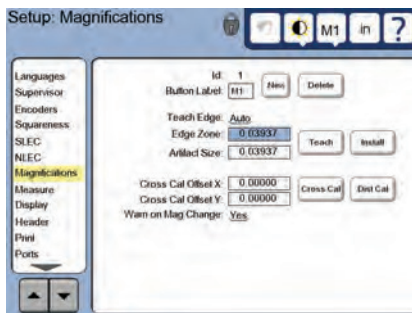 Setup: Magnifications
M1
in
?
Languages
Supervisor
Encoders
Squareness
SLEC
NLEC
Magnifications
Measure
Display
Header
Print
Ports
Id: 1
Button Label: M1 New Delete
Teach Edge: Auto
Edge Zone: 0.03937
Artifact Size: 0.03937
Teach Install
Cross Cal Offset X: 0.00000
Cross Cal Offset Y: 0.00000
Cross Cal Dist Cal
Warn on Mag Change: Yes